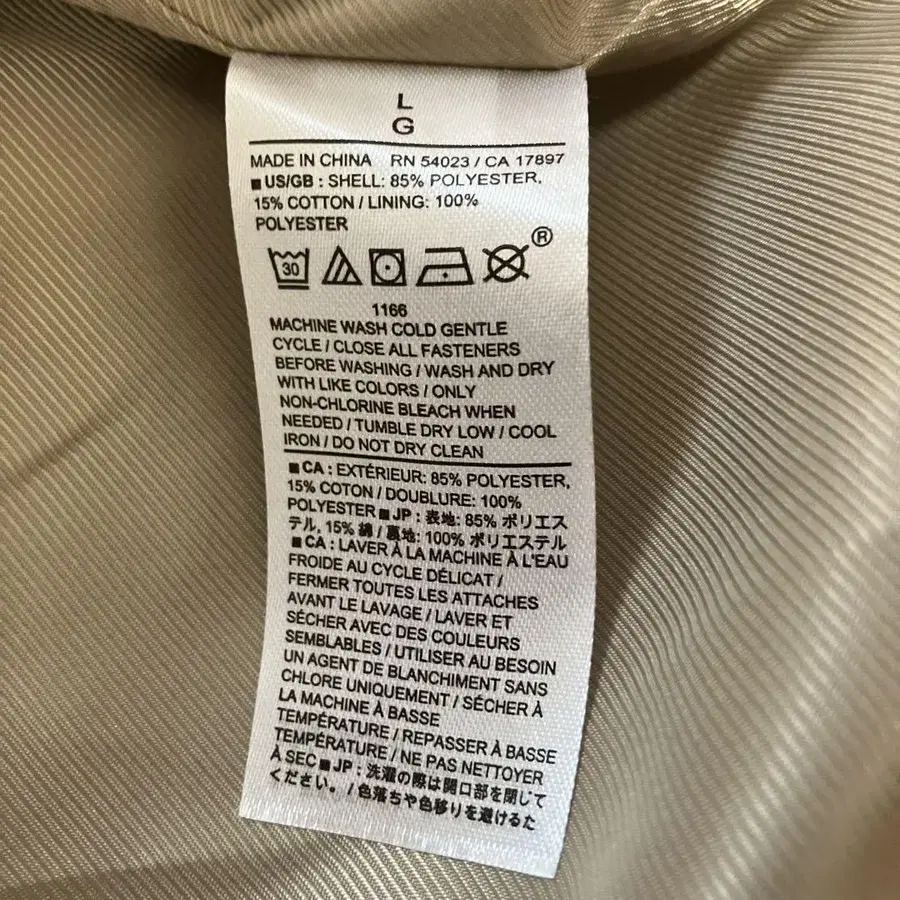 L
G
MADE IN CHINA RN 54023 / CA 17897
■ US/GB : SHELL: 85% POLYESTER,
15% COTTON / LINING: 100%
POLYESTER
30
®
1166
MACHINE WASH COLD GENTLE
CYCLE / CLOSE ALL FASTENERS
BEFORE WASHING / WASH AND DRY
WITH LIKE COLORS / ONLY
NON-CHLORINE BLEACH WHEN
NEEDED / TUMBLE DRY LOW / COOL
IRON / DO NOT DRY CLEAN
■ CA : EXTÉRIEUR: 85% POLYESTER,
15% COTON / DOUBLURE: 100%
POLYESTER ■ JP : 表地: 85% ポリエス
テル, 15% 綿 / 裏地: 100% ポリエステル
■ CA : LAVER À LA MACHINE À L'EAU
FROIDE AU CYCLE DÉLICAT /
FERMER TOUTES LES ATTACHES
AVANT LE LAVAGE / LAVER ET
SÉCHER AVEC DES COULEURS
SEMBLABLES / UTILISER AU BESOIN
UN AGENT DE BLANCHIMENT SANS
CHLORE UNIQUEMENT / SÉCHER À
LA MACHINE À BASSE
TEMPÉRATURE / REPASSER À BASSE
TEMPÉRATURE / NE PAS NETTOYER
À SEC ■ JP : 洗濯の際は開口部を閉じて
ください。 / 色落ちや色移りを避けるた